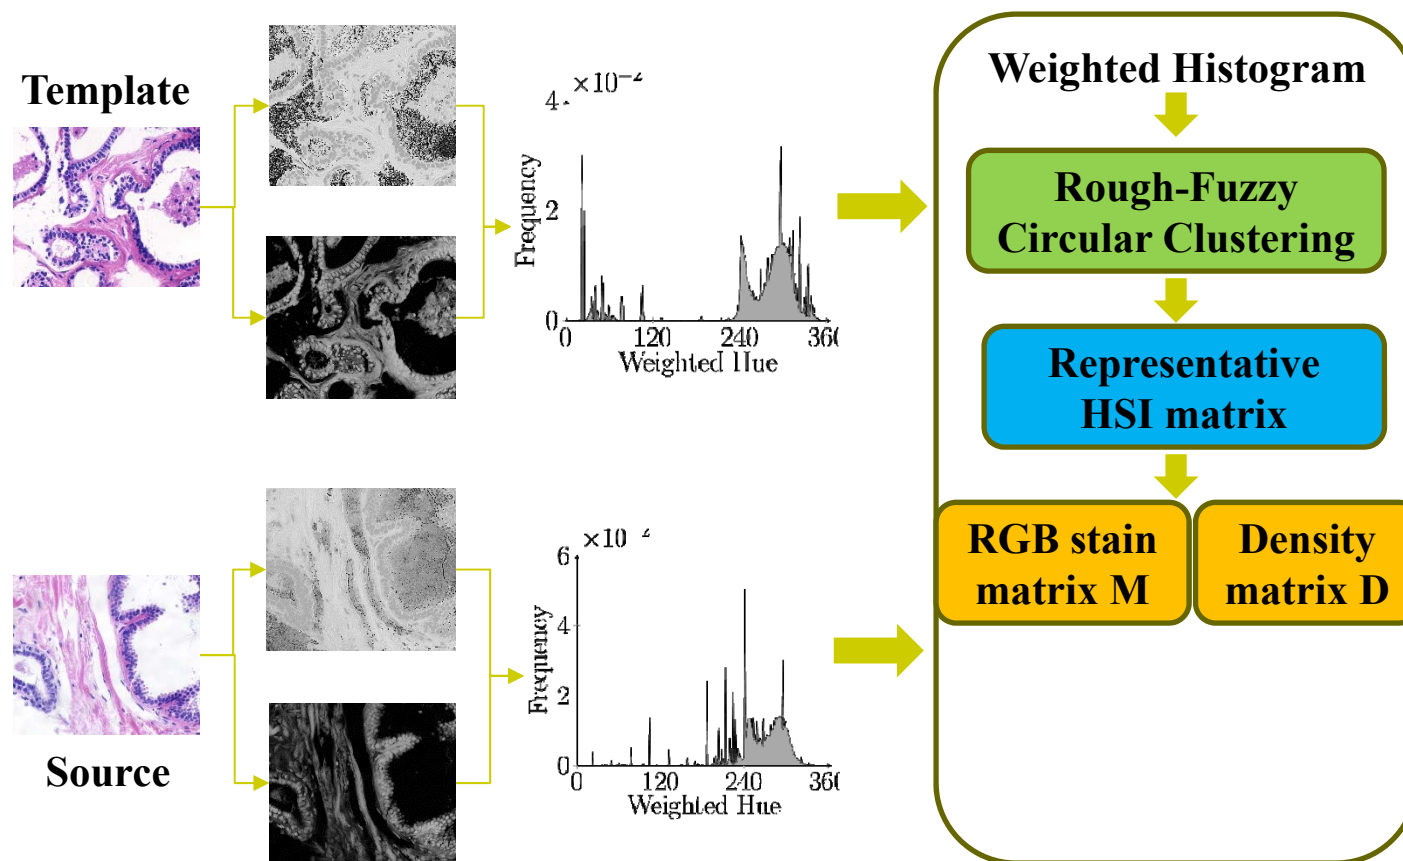 Template
×10⁻²
4
2
0
Frequency
0
120
240
360
Weighted Hue
Source
×10⁻²
6
4
2
0
Frequency
0
120
240
360
Weighted Hue
Weighted Histogram
Rough-Fuzzy
Circular Clustering
Representative
HSI matrix
RGB stain
matrix M
Density
matrix D